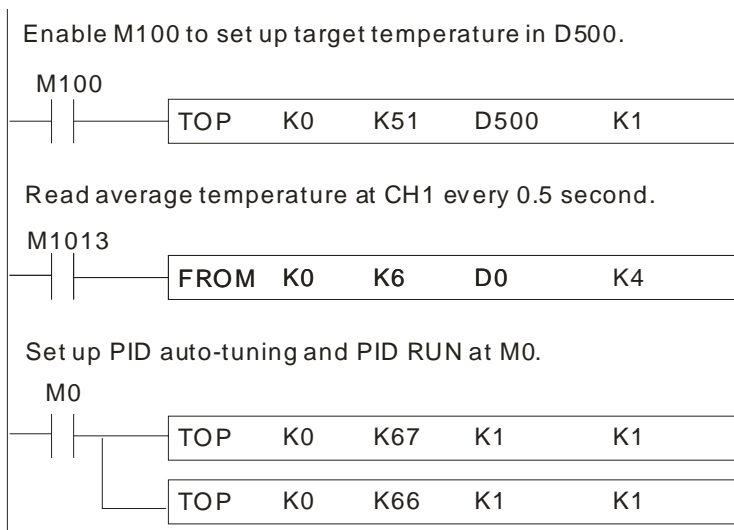 Enable M100 to set up target temperature in D500.
M100
TOP K0 K51 D500 K1
Read average temperature at CH1 every 0.5 second.
M1013
FROM K0 K6 D0 K4
Set up PID auto-tuning and PID RUN at M0.
M0
TOP K0 K67 K1 K1
TOP K0 K66 K1 K1